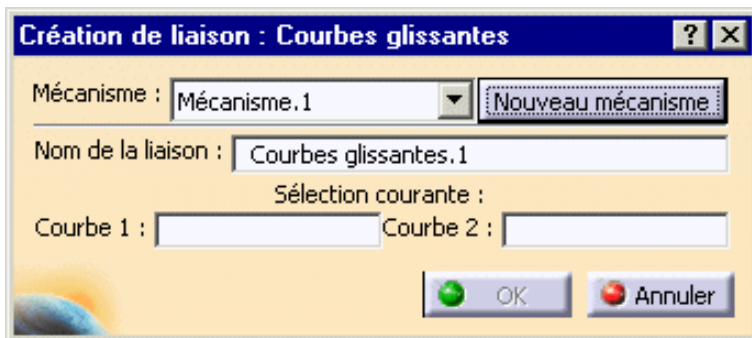 Création de liaison : Courbes glissantes ? X
Mécanisme : Mécanisme.1 Nouveau mécanisme
Nom de la liaison : Courbes glissantes.1
Sélection courante :
Courbe 1 : Courbe 2 :
OK Annuler